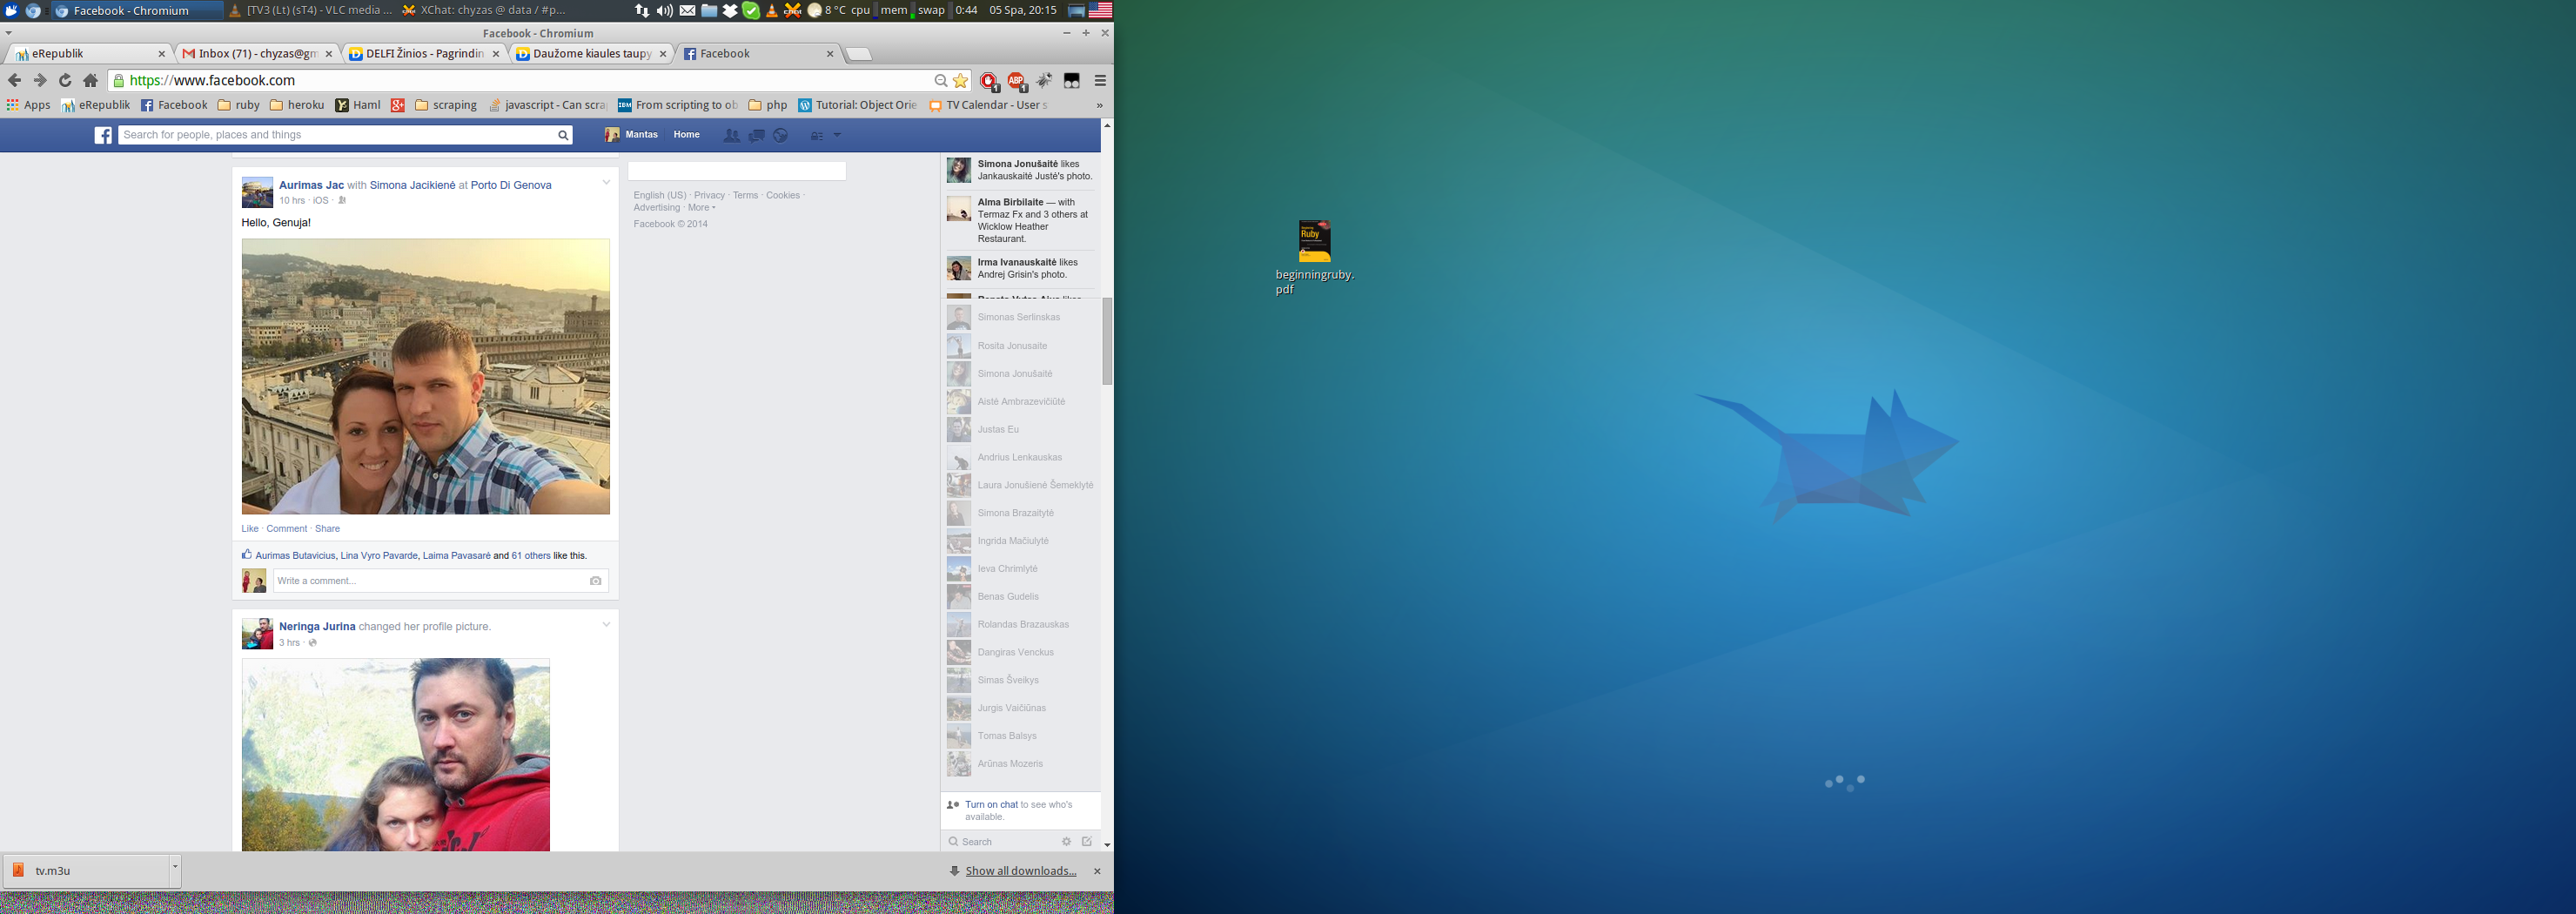 Facebook - Chromium
[TV3 (Lt) (sT4) - VLC media ...
XChat: chyzas @ data / #p...
8 °C cpu mem swap 0:44 05 Spa, 20:15
Facebook - Chromium
eRepublik
Inbox (71) - chyzas@gm
DELFI Žinios - Pagrindin
Daužome kiaules taupy
Facebook
https://www.facebook.com
Apps eRepublik Facebook ruby heroku Haml scraping javascript - Can scra From scripting to ob php Tutorial: Object Orie TV Calendar - User s »
Search for people, places and things
Mantas Home
Aurimas Jac with Simona Jacikienė at Porto Di Genova
10 hrs · iOS ·
Hello, Genuja!
Like · Comment · Share
Aurimas Butavicius, Lina Vyro Pavarde, Laima Pavasarė and 61 others like this.
Write a comment...
Neringa Jurina changed her profile picture.
3 hrs ·
English (US) · Privacy · Terms · Cookies ·
Advertising · More
Facebook © 2014
Simona Jonušaitė likes
Jankauskaitė Justė's photo.
Alma Birbilaite — with
Termaz Fx and 3 others at
Wicklow Heather
Restaurant.
Irma Ivanauskaitė likes
Andrej Grisin's photo.
Simonas Serlinskas
Rosita Jonusaite
Simona Jonušaitė
Aistė Ambrazevičiūtė
Justas Eu
Andrius Lenkauskas
Laura Jonušienė Šemeklytė
Simona Brazaitytė
Ingrida Mačiulytė
Ieva Chrimlytė
Benas Gudelis
Rolandas Brazauskas
Dangiras Venckus
Simas Šveikys
Jurgis Vaičiūnas
Tomas Balsys
Arūnas Mozeris
Turn on chat to see who's
available.
Search
tv.m3u
Show all downloads...
Ruby
beginningruby.
pdf